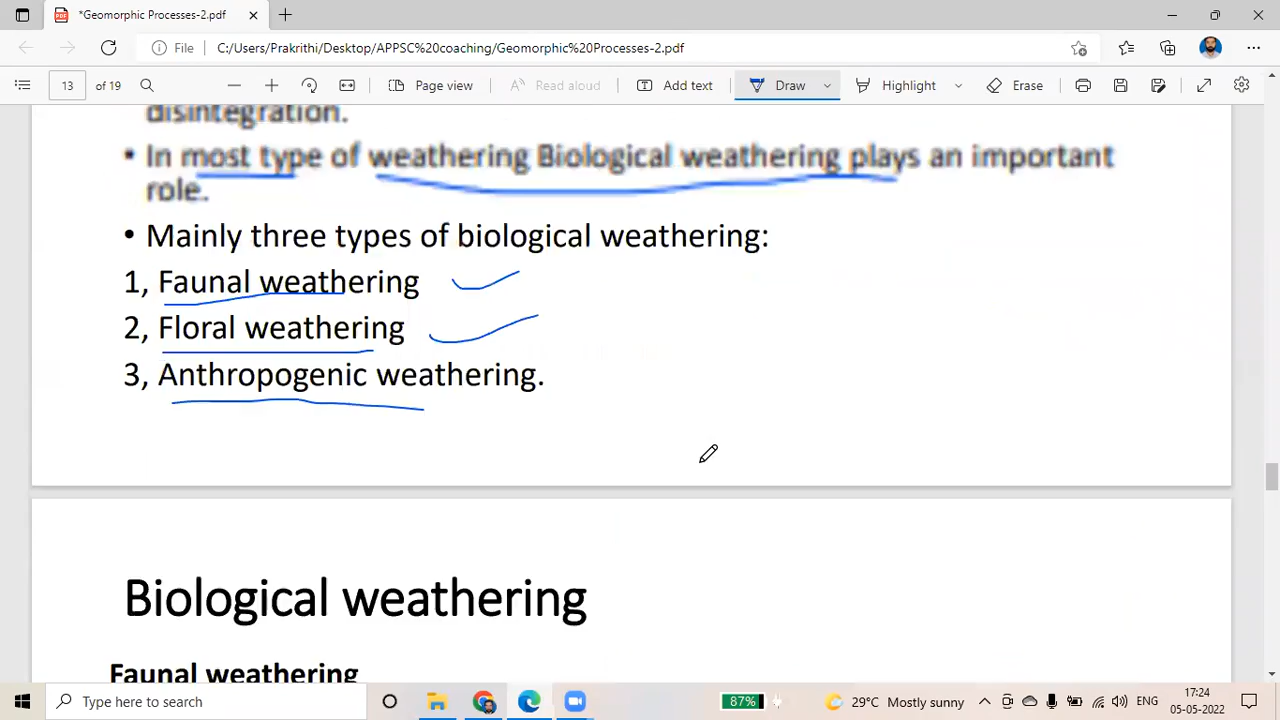 *Geomorphic Processes-2.pdf
File
C:/Users/Prakrithi/Desktop/APPSC%20coaching/Geomorphic%20Processes-2.pdf
13 of 19
Page view
Read aloud
Add text
Draw
Highlight
Erase
disintegration.
• In most type of weathering Biological weathering plays an important
role.
• Mainly three types of biological weathering:
1, Faunal weathering
2, Floral weathering
3, Anthropogenic weathering.
Biological weathering
Faunal weathering
Type here to search
87%
29°C Mostly sunny
ENG
17:24
05-05-2022